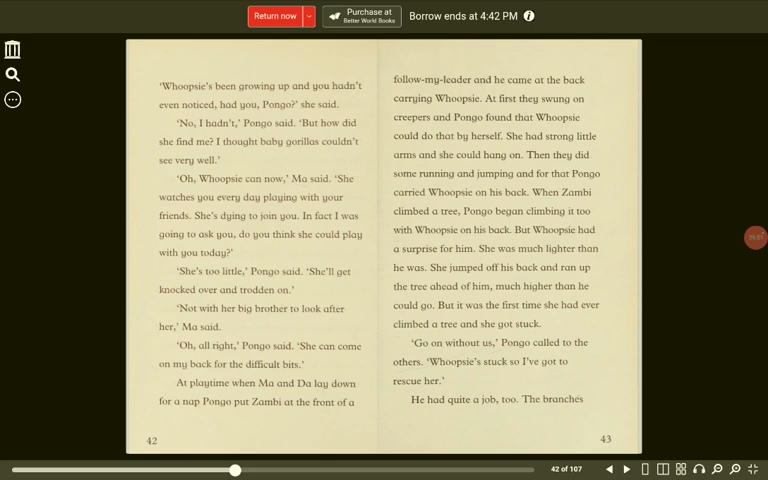 Return now
Purchase at
Better World Books
Borrow ends at 4:42 PM
'Whoopsie's been growing up and you hadn't
even noticed, had you, Pongo?' she said.
'No, I hadn't,' Pongo said. 'But how did
she find me? I thought baby gorillas couldn't
see very well.'
'Oh, Whoopsie can now,' Ma said. 'She
watches you every day playing with your
friends. She's dying to join you. In fact I was
going to ask you, do you think she could play
with you today?'
'She's too little,' Pongo said. 'She'll get
knocked over and trodden on.'
'Not with her big brother to look after
her,' Ma said.
'Oh, all right,' Pongo said. 'She can come
on my back for the difficult bits.'
At playtime when Ma and Da lay down
for a nap Pongo put Zambi at the front of a
42
follow-my-leader and he came at the back
carrying Whoopsie. At first they swung on
creepers and Pongo found that Whoopsie
could do that by herself. She had strong little
arms and she could hang on. Then they did
some running and jumping and for that Pongo
carried Whoopsie on his back. When Zambi
climbed a tree, Pongo began climbing it too
with Whoopsie on his back. But Whoopsie had
a surprise for him. She was much lighter than
he was. She jumped off his back and ran up
the tree ahead of him, much higher than he
could go. But it was the first time she had ever
climbed a tree and she got stuck.
'Go on without us,' Pongo called to the
others. 'Whoopsie's stuck so I've got to
rescue her.'
He had quite a job, too. The branches
43
42 of 107